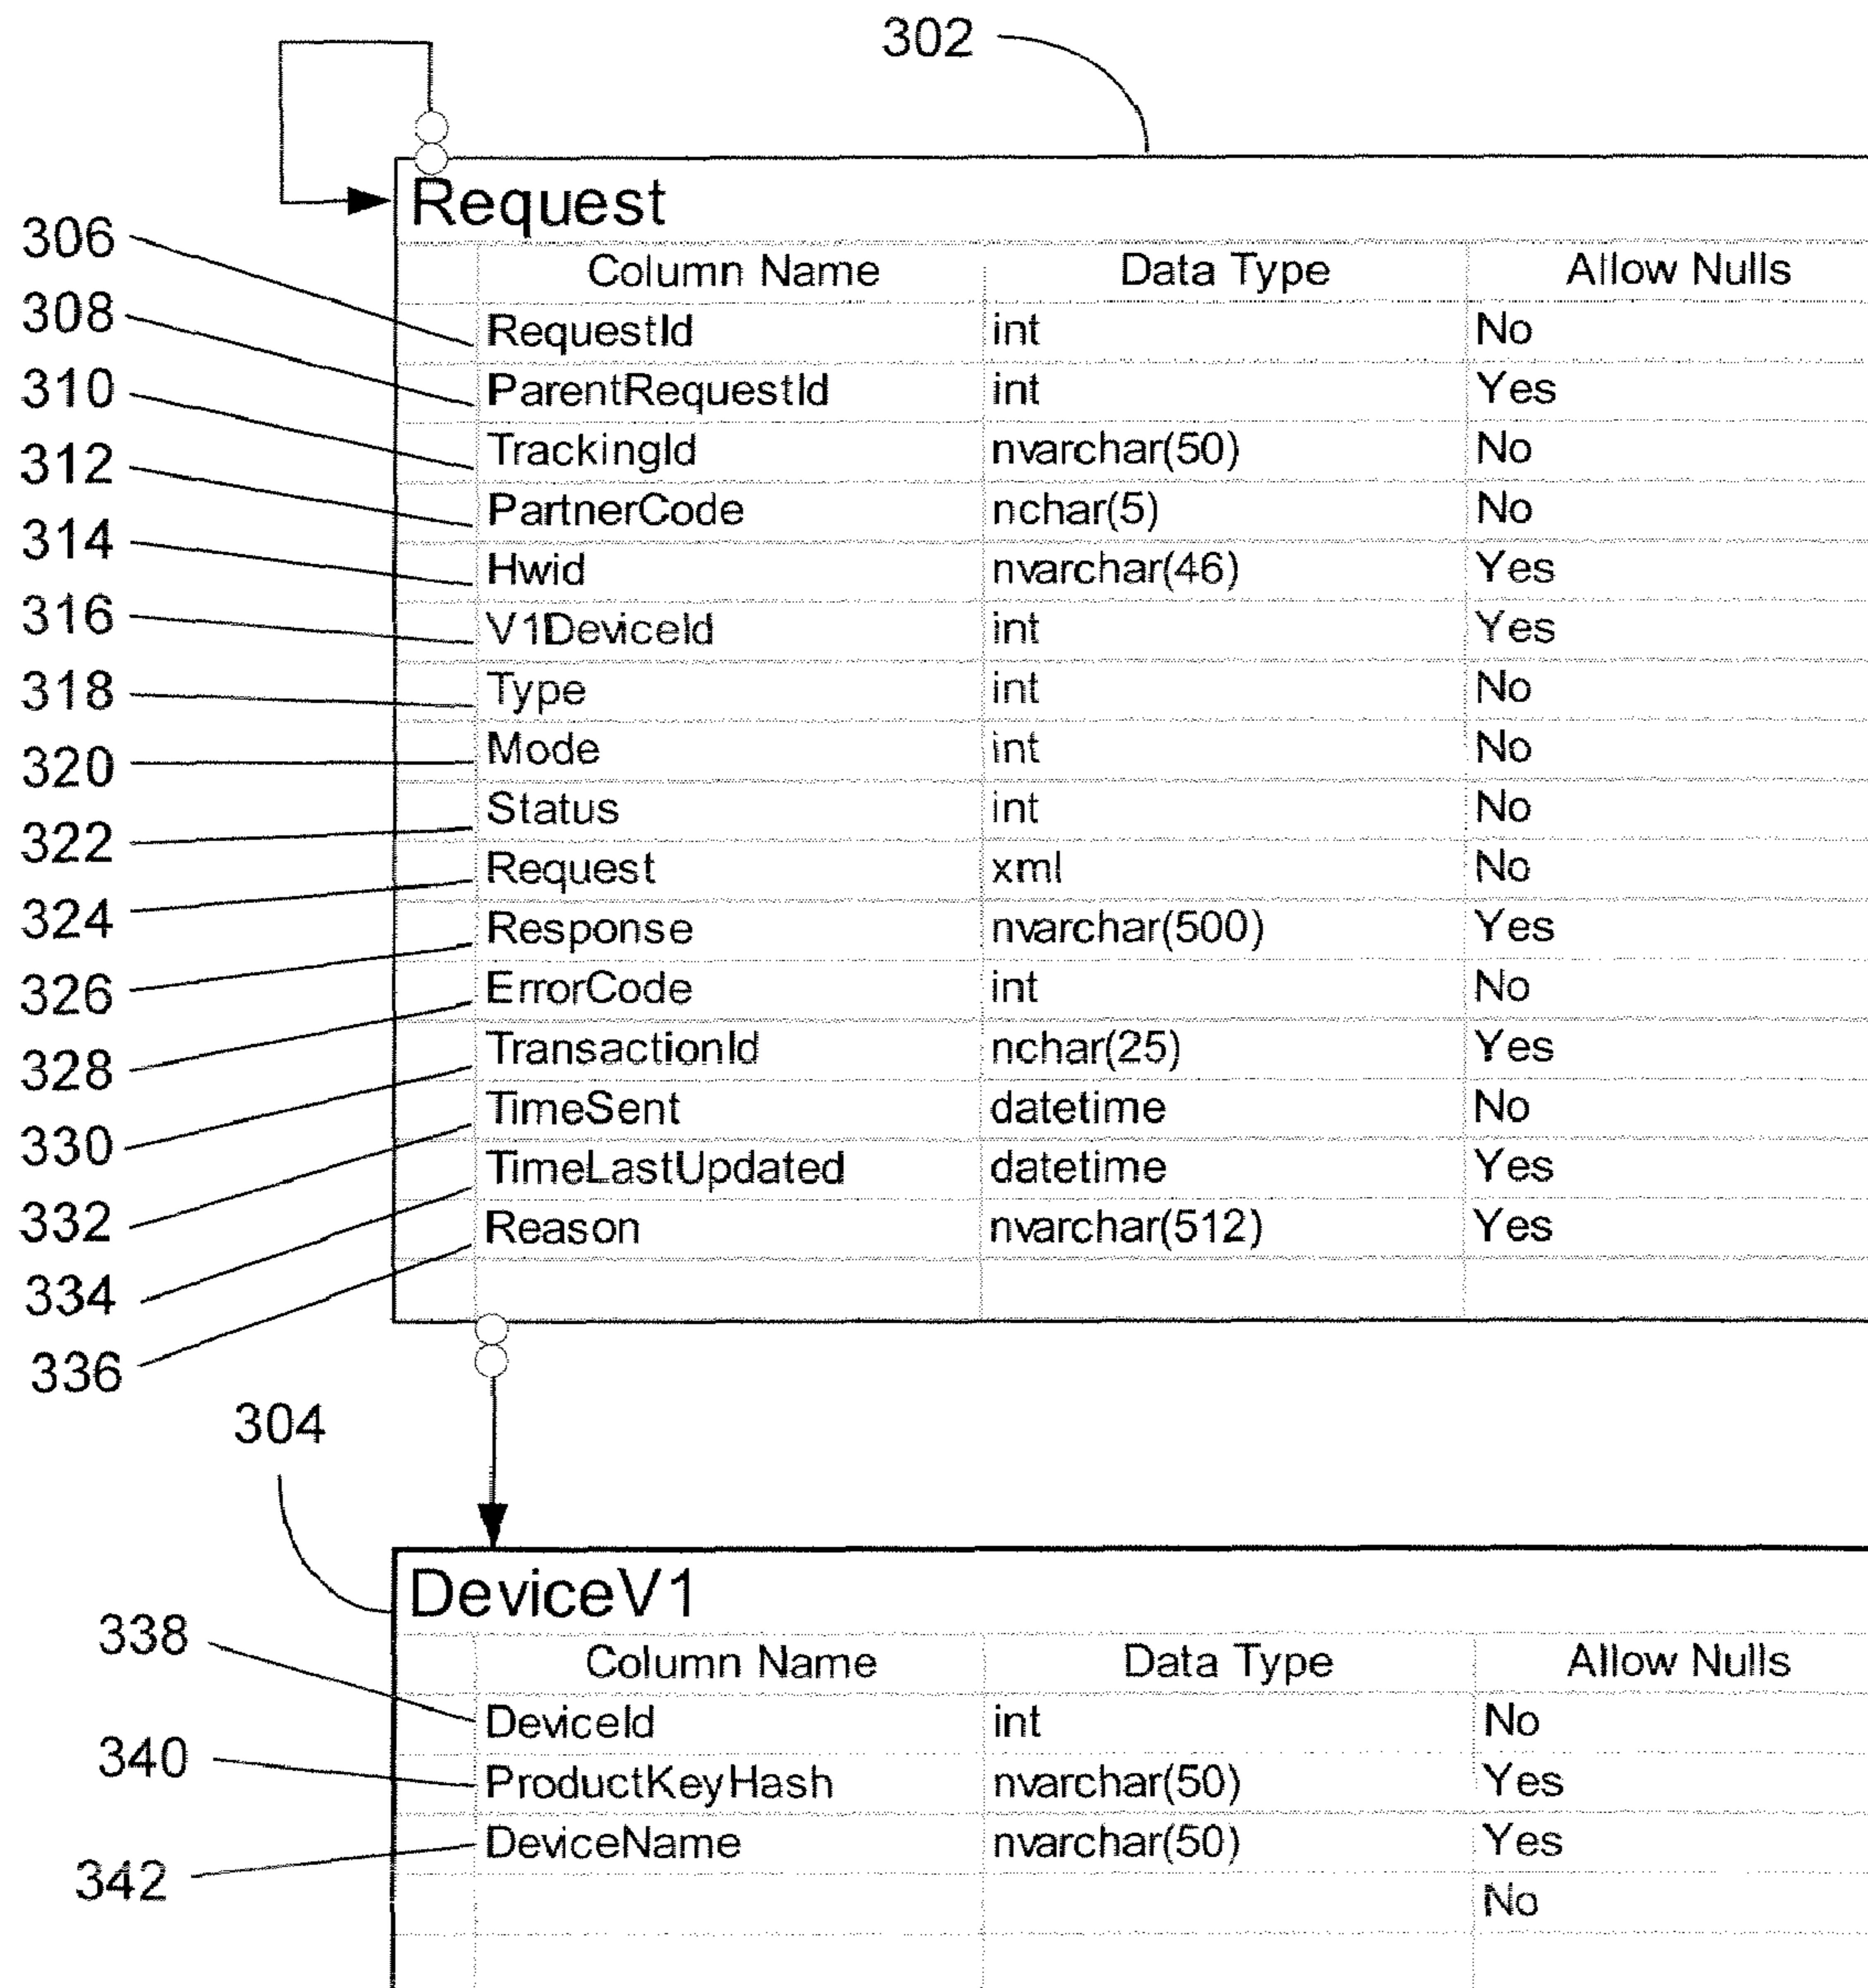 302
Request
Column Name Data Type Allow Nulls
306 RequestId int No
308 ParentRequestId int Yes
310 TrackingId nvarchar(50) No
312 PartnerCode nchar(5) No
314 Hwid nvarchar(46) Yes
316 V1DeviceId int Yes
318 Type int No
320 Mode int No
322 Status int No
324 Request xml No
326 Response nvarchar(500) Yes
328 ErrorCode int No
330 TransactionId nchar(25) Yes
332 TimeSent datetime No
334 TimeLastUpdated datetime Yes
336 Reason nvarchar(512) Yes
304
DeviceV1
Column Name Data Type Allow Nulls
338 DeviceId int No
340 ProductKeyHash nvarchar(50) Yes
342 DeviceName nvarchar(50) Yes
No